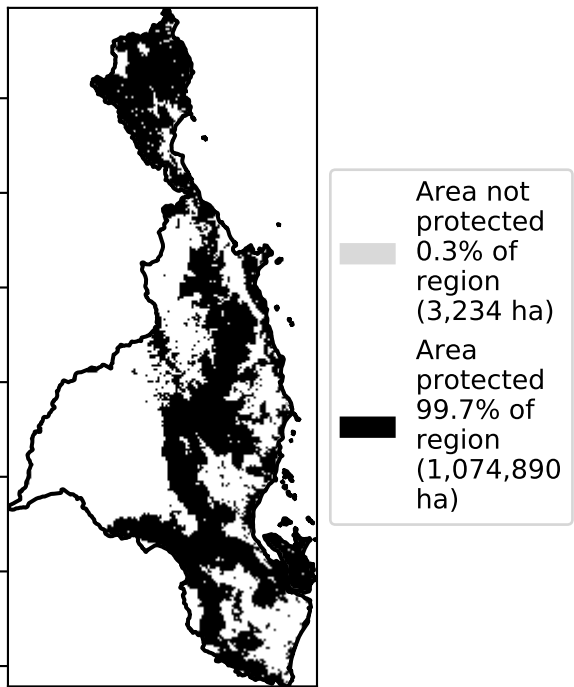 Area not
protected
0.3% of
region
(3,234 ha)
Area
protected
99.7% of
region
(1,074,890
ha)